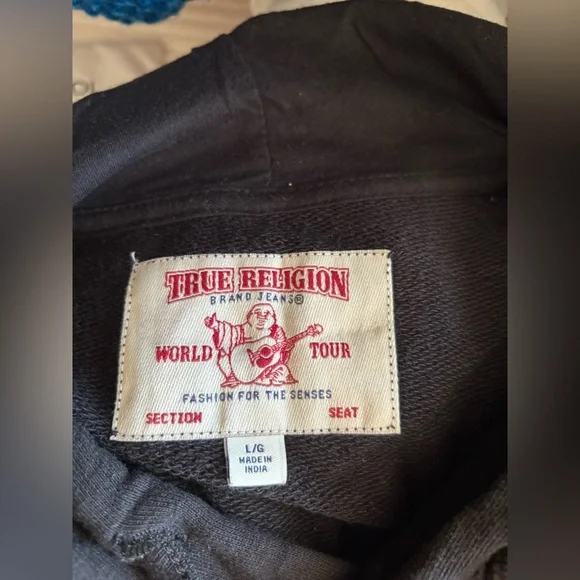 TRUE RELIGION
BRAND JEANS®
WORLD TOUR
FASHION FOR THE SENSES
SECTION SEAT
L/G
MADE IN
INDIA